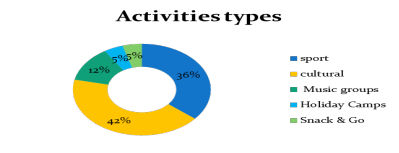 Activities types
5%
5%
12%
36%
42%
sport
cultural
Music groups
Holiday Camps
Snack & Go